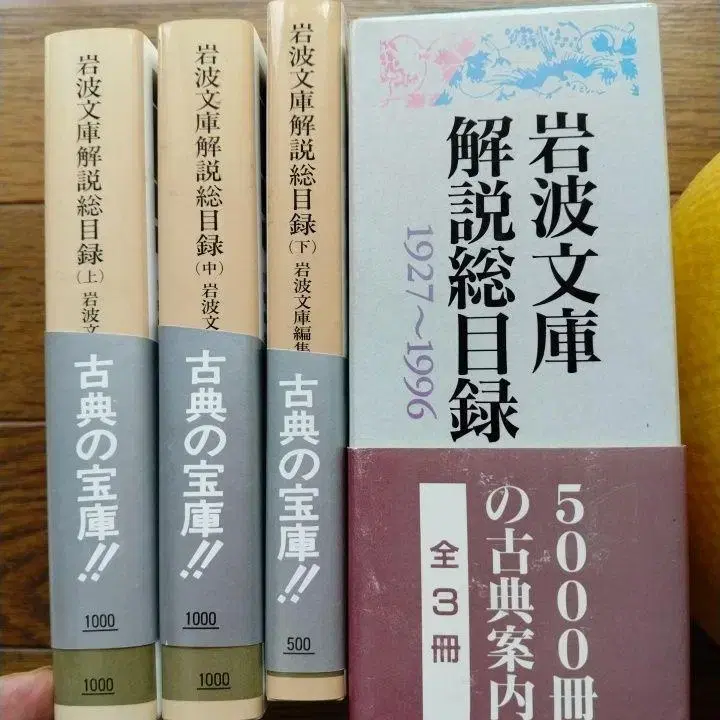 岩波文庫解説総目録(上) 岩波文
古典の宝庫!!
1000
1000
岩波文庫解説総目録(中) 岩波文
古典の宝庫!!
1000
1000
岩波文庫解説総目録(下) 岩波文庫編集
古典の宝庫!!
500
岩波文庫
解説総目録
1927〜1996
5000冊
の古典案内
全3冊